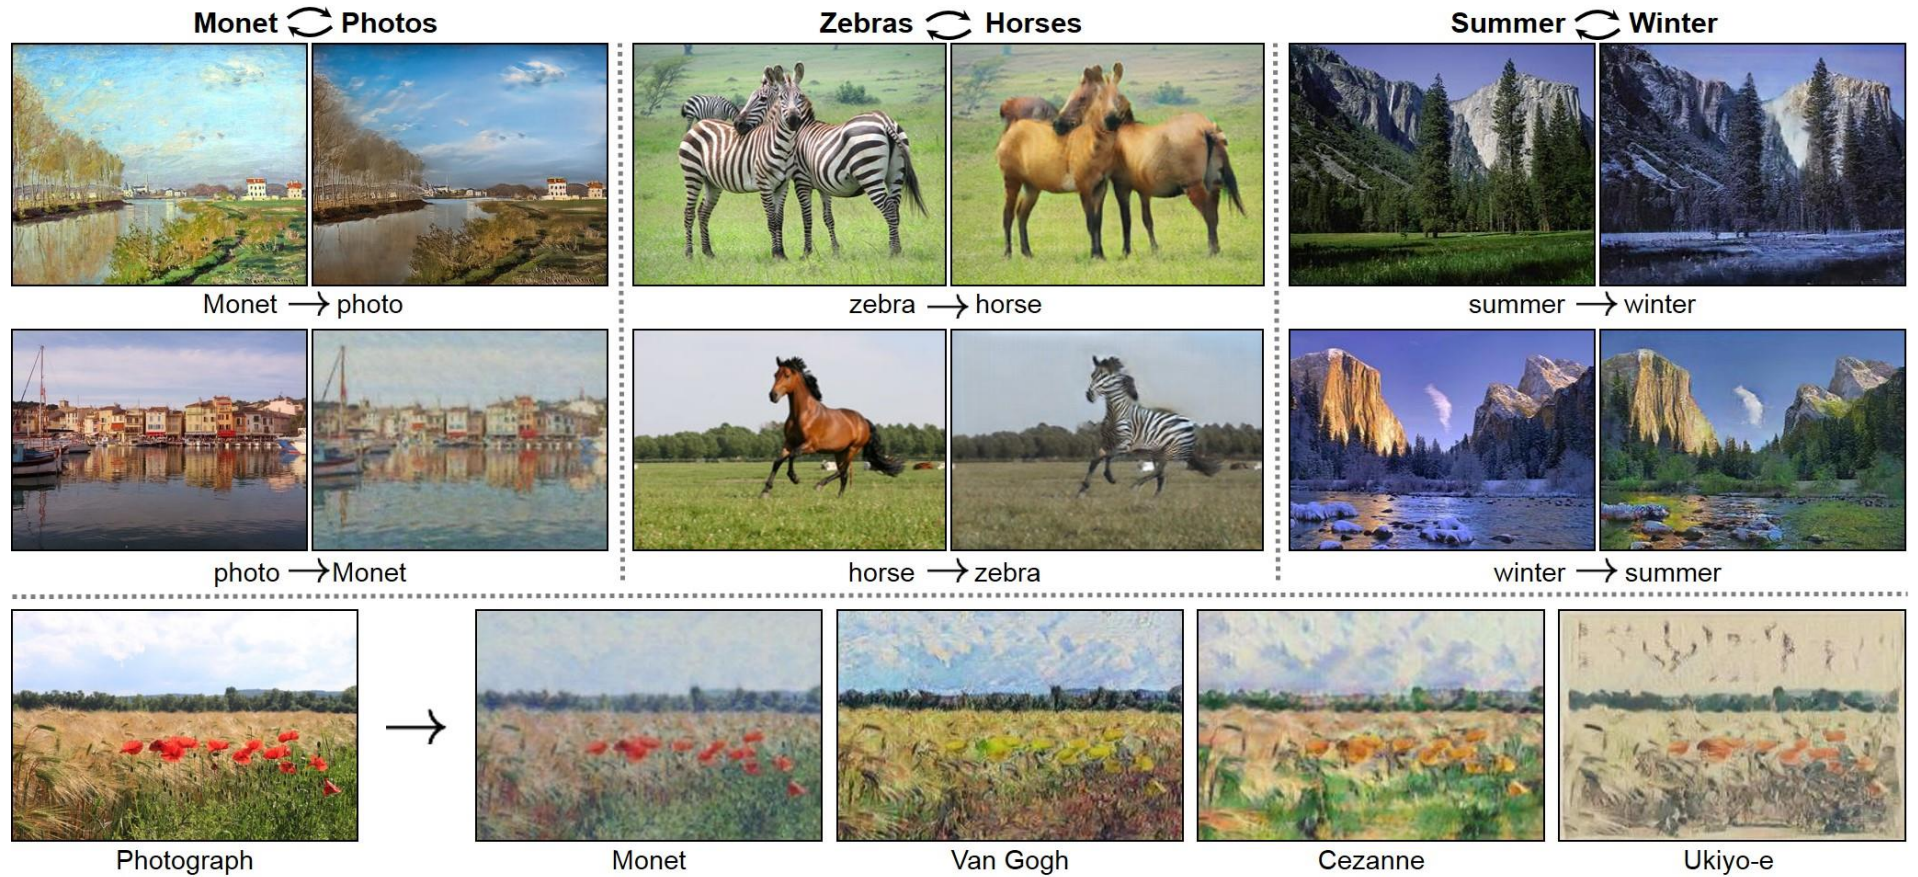 Monet Photos
Zebras Horses
Summer Winter
Monet → photo
zebra → horse
summer → winter
photo → Monet
horse → zebra
winter → summer
Photograph
Monet
Van Gogh
Cezanne
Ukiyo-e